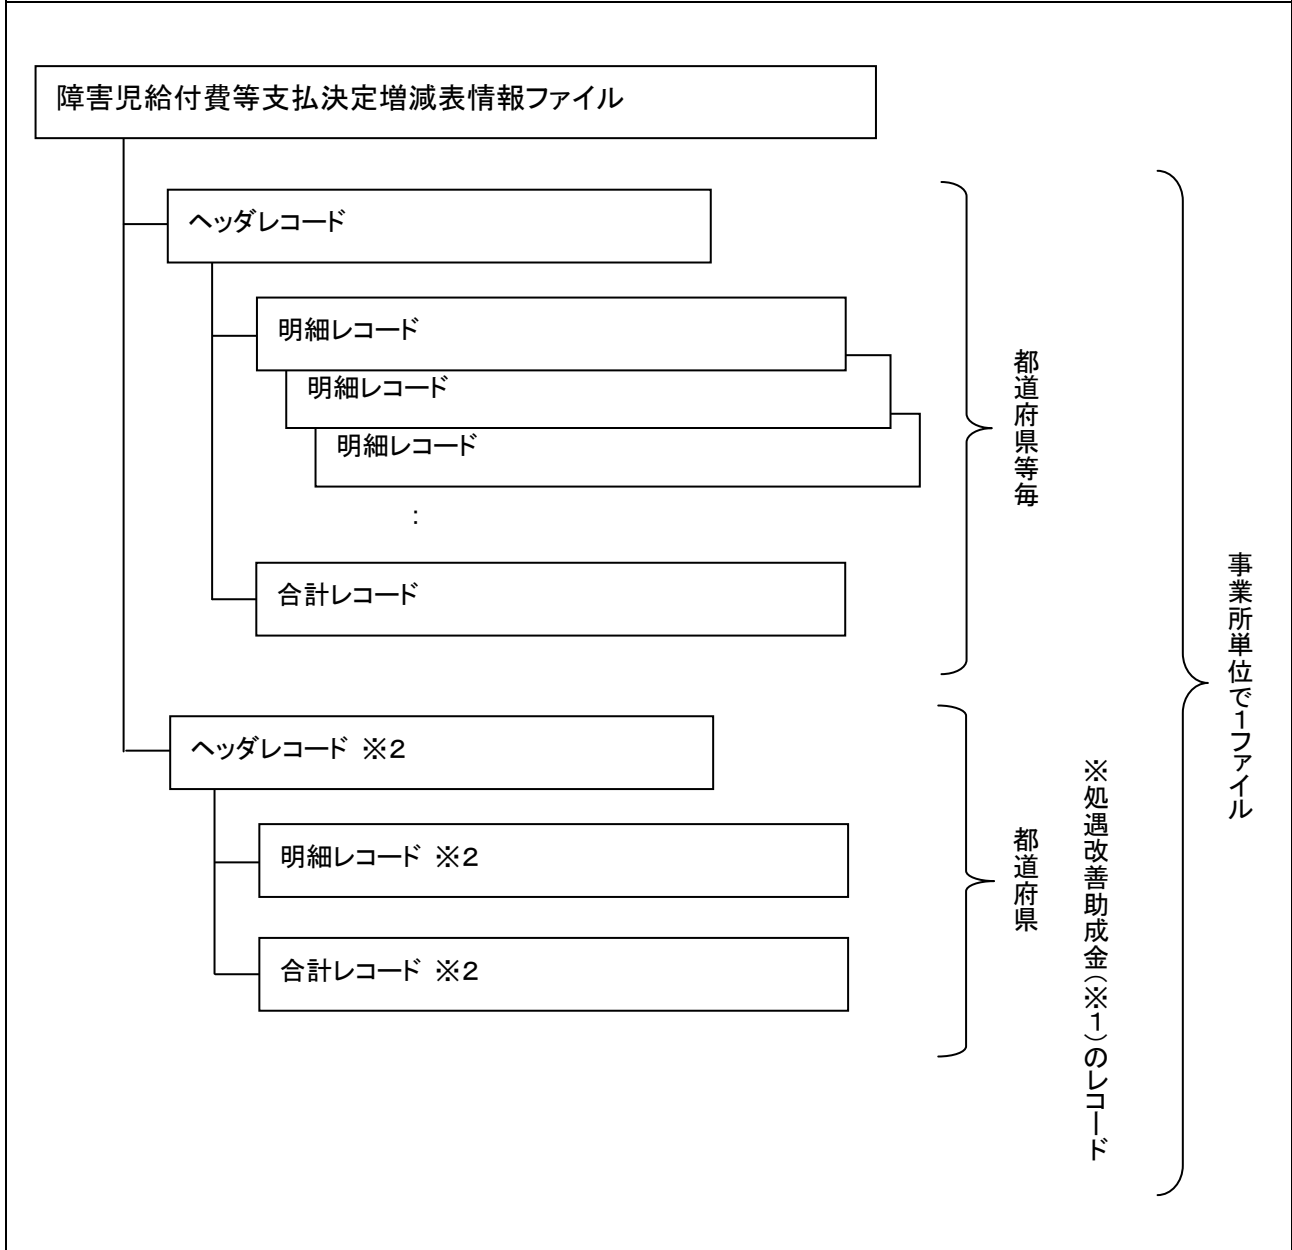 障害児給付費等支払決定増減表情報ファイル
ヘッダレコード
明細レコード
明細レコード
明細レコード
:
合計レコード
都道府県等毎
ヘッダレコード ※2
明細レコード ※2
合計レコード ※2
都道府県
※処遇改善助成金(※1)のレコード
事業所単位で1ファイル